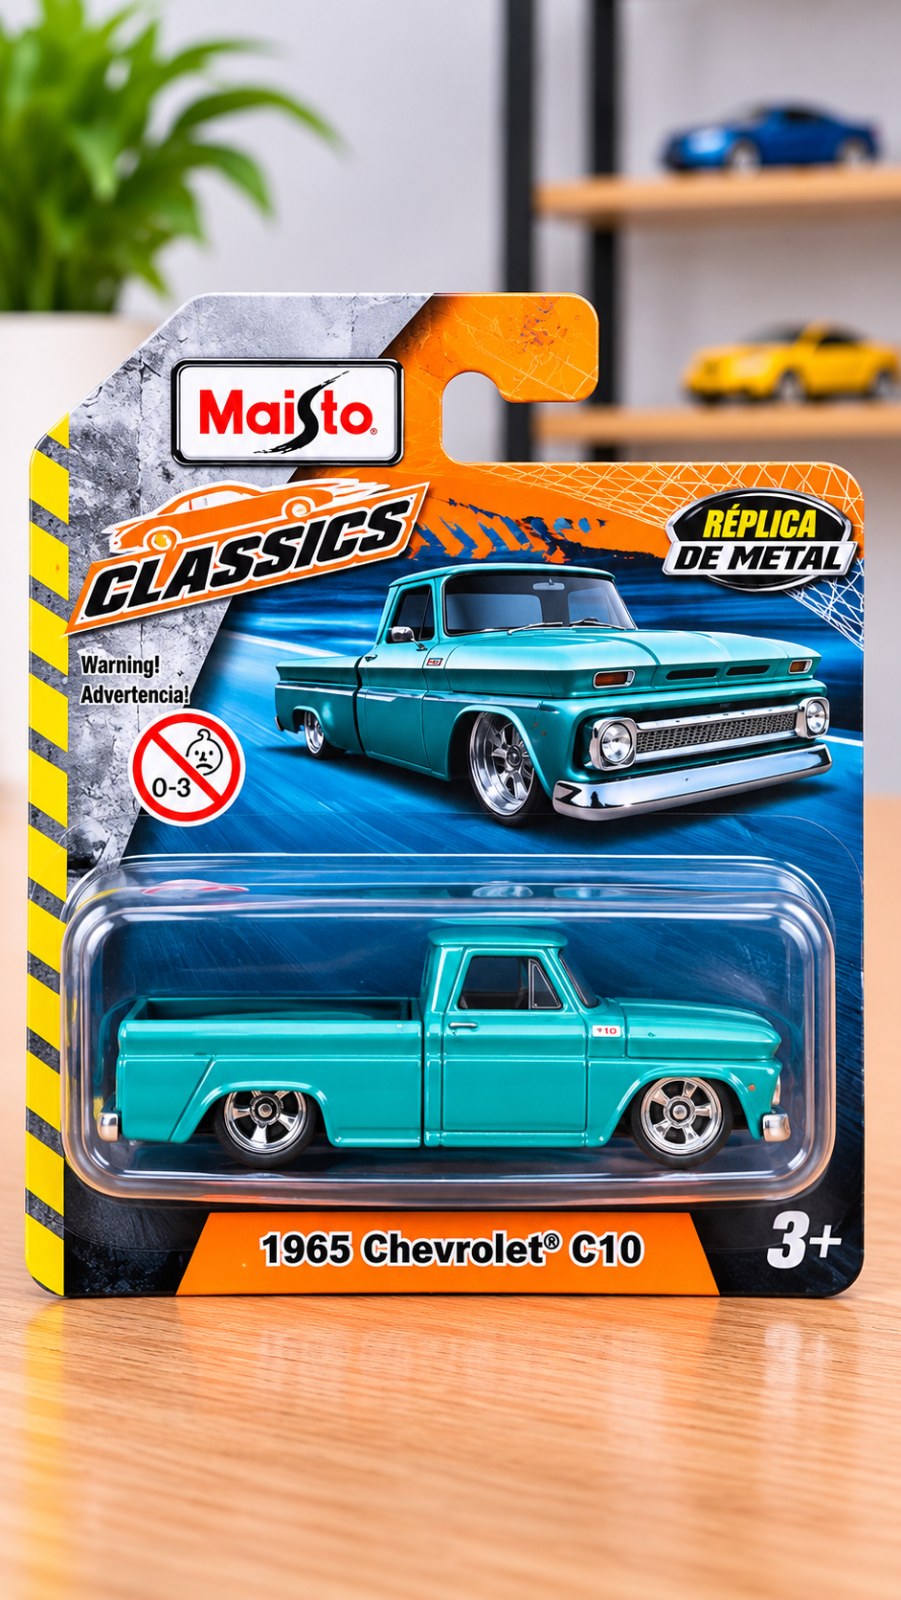 Maisto®
CLASSICS
RÉPLICA
DE METAL
Warning!
Advertencia!
0-3
1965 Chevrolet® C10
3+